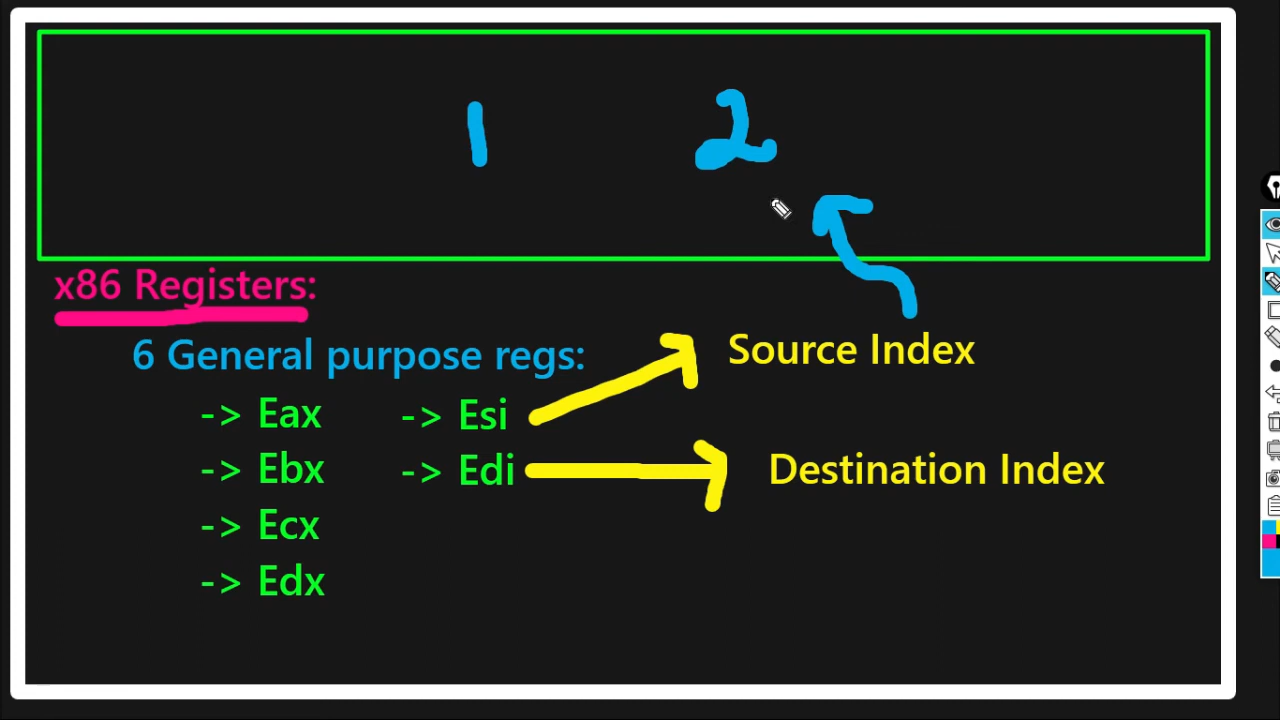 1 2
x86 Registers:
6 General purpose regs:
Source Index
-> Eax -> Esi
-> Ebx -> Edi
Destination Index
-> Ecx
-> Edx